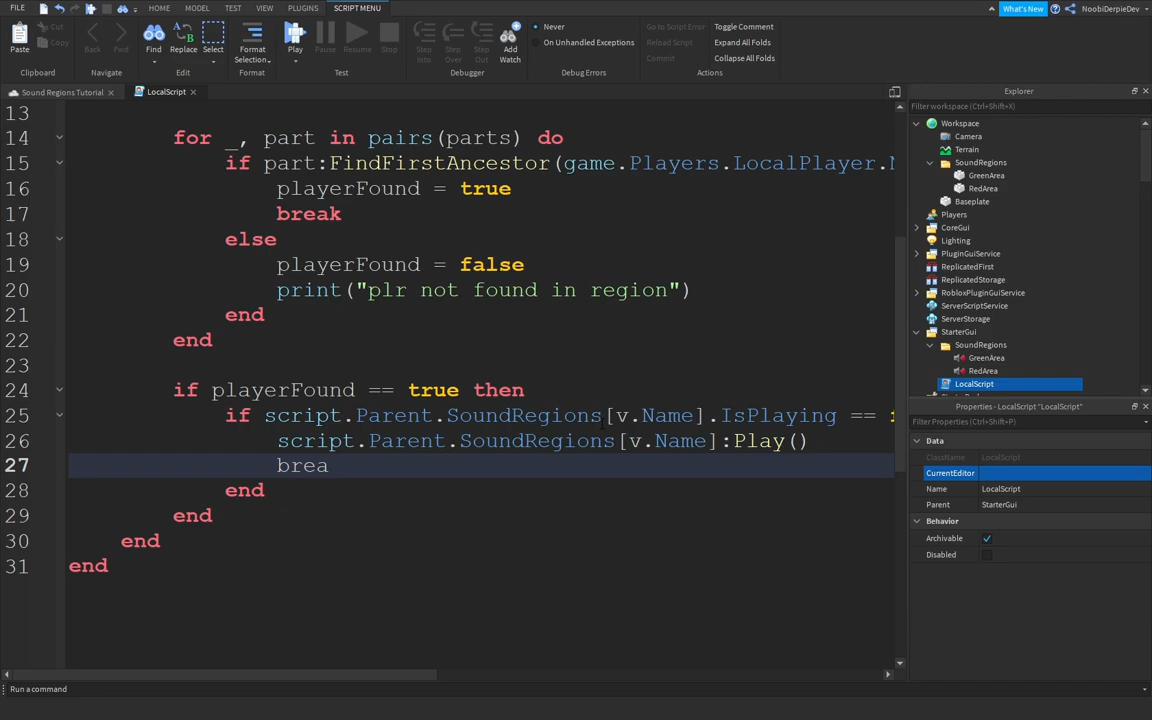 FILE HOME MODEL TEST VIEW PLUGINS SCRIPT MENU What's New NoobiDerpieDev
Paste Cut Copy Back Fwd Find Replace Select Format Selection Play Pause Resume Stop Step Into Step Over Step Out Add Watch Never On Unhandled Exceptions Go to Script Error Reload Script Commit Toggle Comment Expand All Folds Collapse All Folds
Clipboard Navigate Edit Format Test Debugger Debug Errors Actions
Sound Regions Tutorial LocalScript
13
14 for _, part in pairs(parts) do
15 if part:FindFirstAncestor(game.Players.LocalPlayer.
16 playerFound = true
17 break
18 else
19 playerFound = false
20 print("plr not found in region")
21 end
22 end
23
24 if playerFound == true then
25 if script.Parent.SoundRegions[v.Name].IsPlaying ==
26 script.Parent.SoundRegions[v.Name]:Play()
27 brea
28 end
29 end
30 end
31 end
Explorer
Filter workspace (Ctrl+Shift+X)
Workspace
Camera
Terrain
SoundRegions
GreenArea
RedArea
Baseplate
Players
CoreGui
Lighting
PluginGuiService
ReplicatedFirst
ReplicatedStorage
RobloxPluginGuiService
ServerScriptService
ServerStorage
StarterGui
SoundRegions
GreenArea
RedArea
LocalScript
Properties - LocalScript "LocalScript"
Filter Properties (Ctrl+Shift+P)
Data
ClassName LocalScript
CurrentEditor
Name LocalScript
Parent StarterGui
Behavior
Archivable
Disabled
Run a command